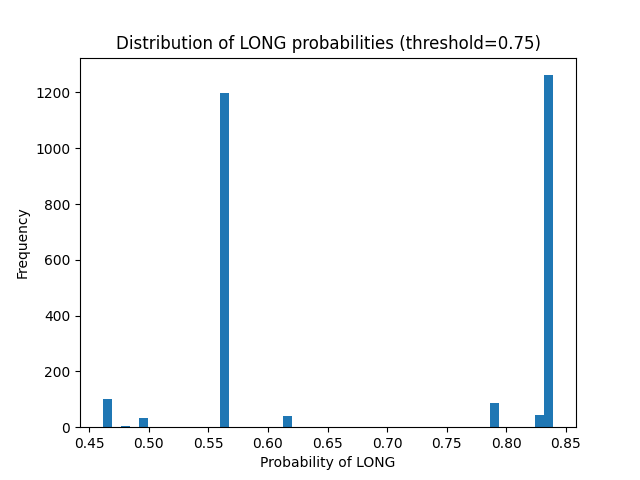 Distribution of LONG probabilities (threshold=0.75)
1200
1000
800
600
400
200
0
Frequency
0.45 0.50 0.55 0.60 0.65 0.70 0.75 0.80 0.85
Probability of LONG